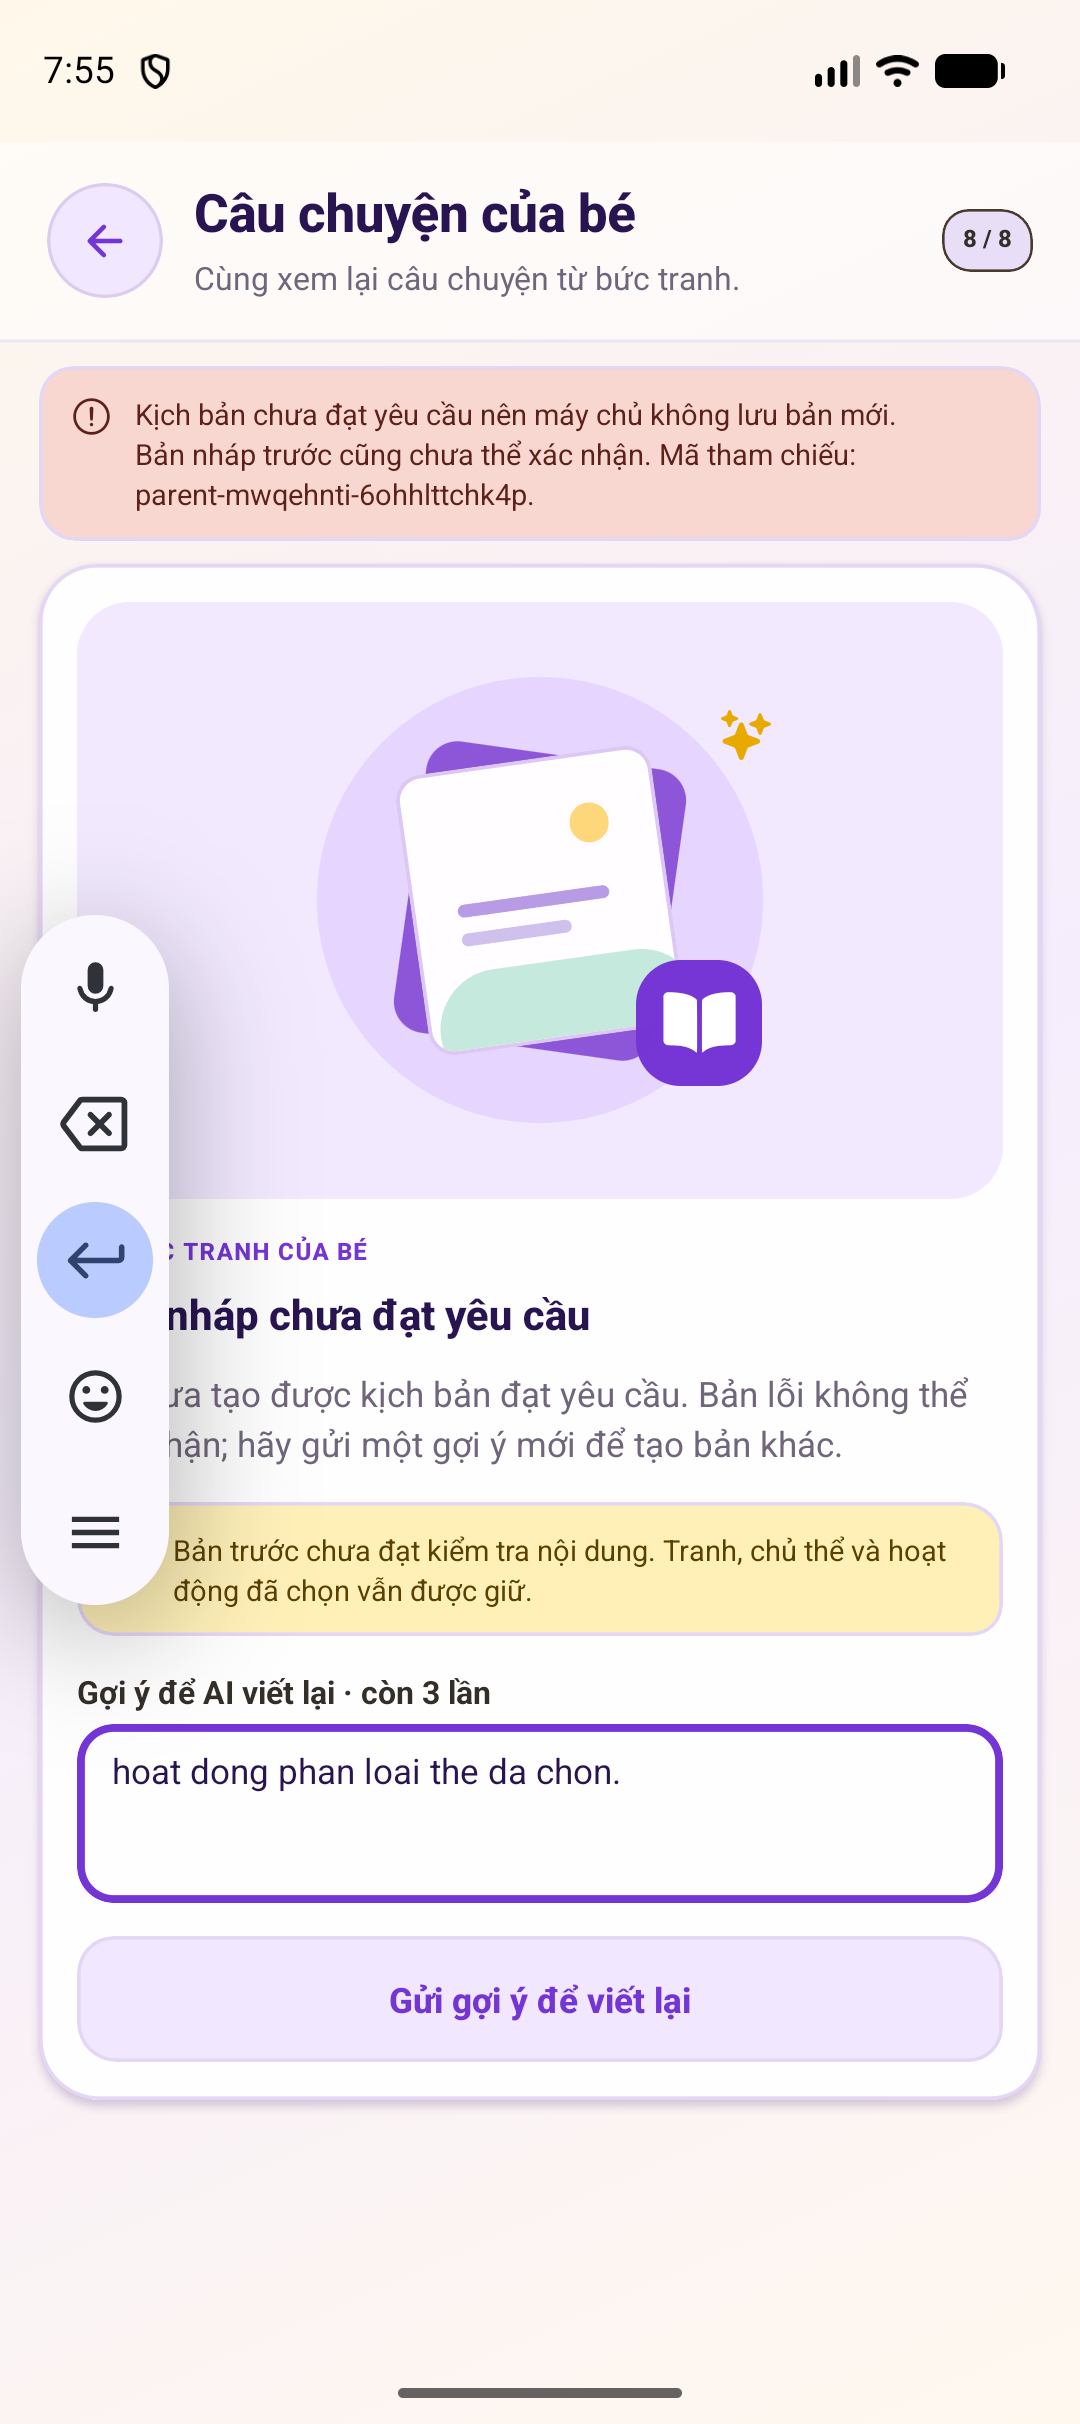 7:55
Câu chuyện của bé
Cùng xem lại câu chuyện từ bức tranh.
8 / 8
Kịch bản chưa đạt yêu cầu nên máy chủ không lưu bản mới.
Bản nháp trước cũng chưa thể xác nhận. Mã tham chiếu:
parent-mwqehnti-6ohhlttchk4p.
TRANH CỦA BÉ
nháp chưa đạt yêu cầu
tạo được kịch bản đạt yêu cầu. Bản lỗi không thể
hãy gửi một gợi ý mới để tạo bản khác.
Bản trước chưa đạt kiểm tra nội dung. Tranh, chủ thể và hoạt
động đã chọn vẫn được giữ.
Gợi ý để AI viết lại · còn 3 lần
hoat dong phan loai the da chon.
Gửi gợi ý để viết lại